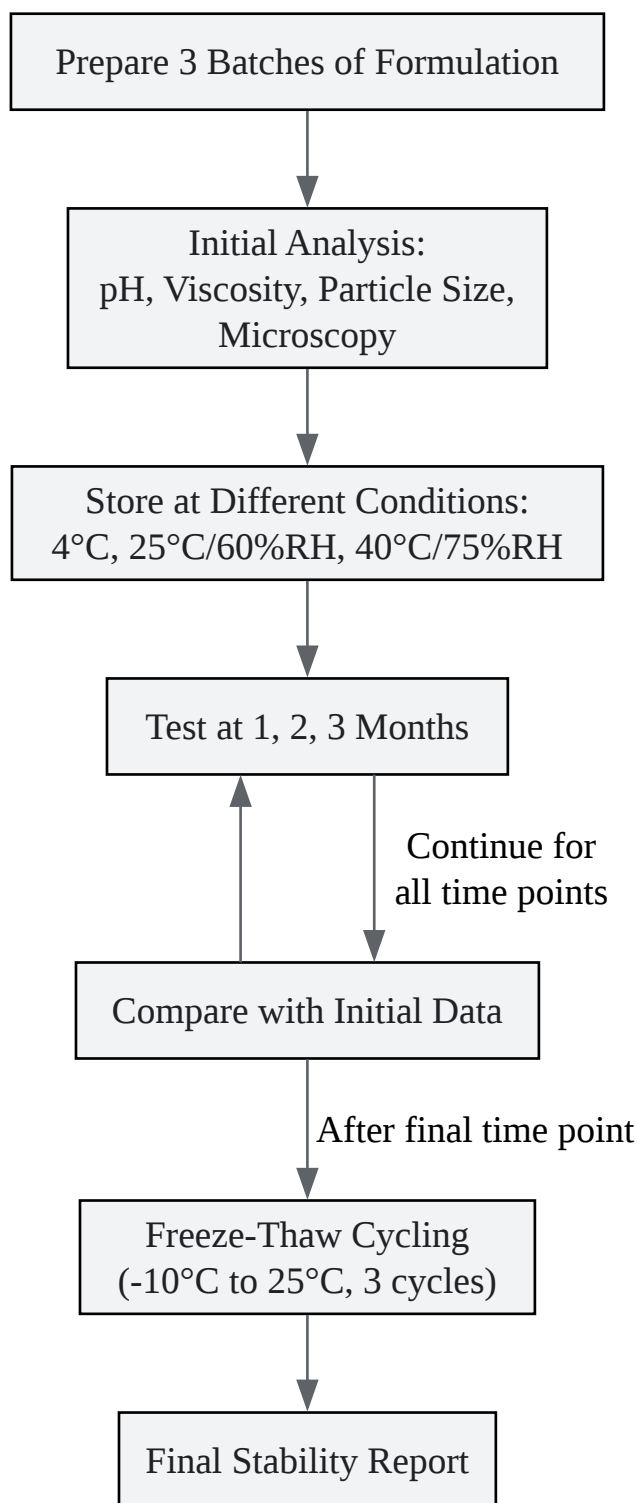 Prepare 3 Batches of Formulation
Initial Analysis:
pH, Viscosity, Particle Size,
Microscopy
Store at Different Conditions:
4°C, 25°C/60%RH, 40°C/75%RH
Test at 1, 2, 3 Months
Continue for
all time points
Compare with Initial Data
After final time point
Freeze-Thaw Cycling
(-10°C to 25°C, 3 cycles)
Final Stability Report